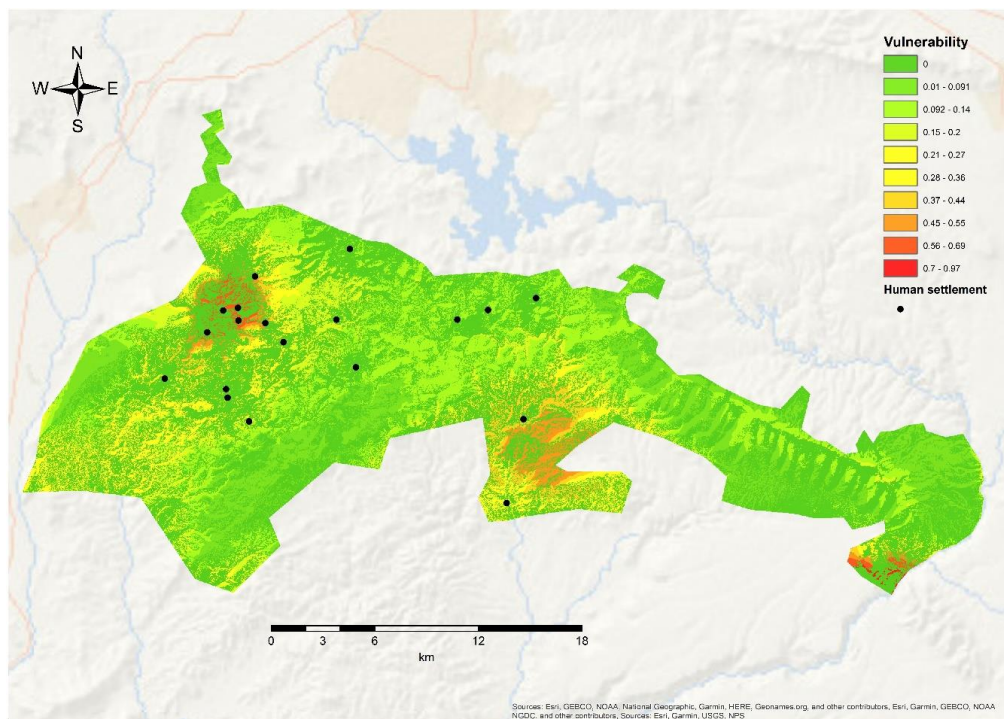 N
W E
S
Vulnerability
0
0.01 - 0.091
0.092 - 0.14
0.15 - 0.2
0.21 - 0.27
0.28 - 0.36
0.37 - 0.44
0.45 - 0.55
0.56 - 0.69
0.7 - 0.97
Human settlement
0 3 6 12 18
km
Sources: Esri, GEBCO, NOAA, National Geographic, Garmin, HERE, Geonames.org, and other contributors, Esri, Garmin, GEBCO, NOAA
NGDC, and other contributors, Sources: Esri, Garmin, USGS, NPS